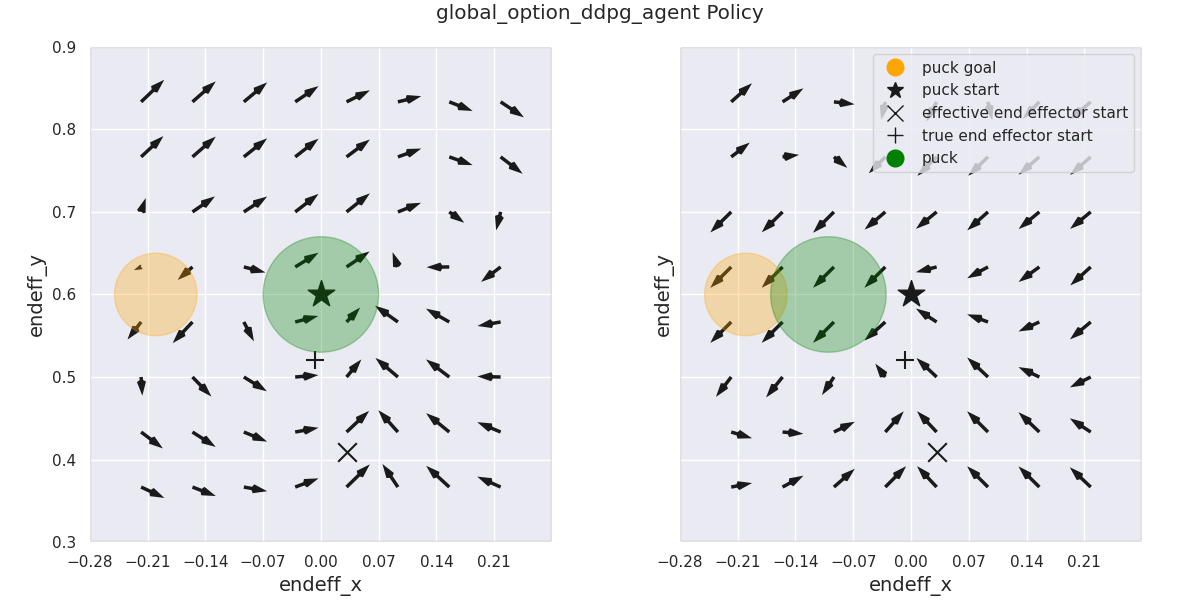 global_option_ddpg_agent Policy
0.9
0.8
0.7
0.6
0.5
0.4
0.3
endeff_y
−0.28 −0.21 −0.14 −0.07 0.00 0.07 0.14 0.21
endeff_x
puck goal
puck start
effective end effector start
true end effector start
puck
endeff_y
−0.28 −0.21 −0.14 −0.07 0.00 0.07 0.14 0.21
endeff_x